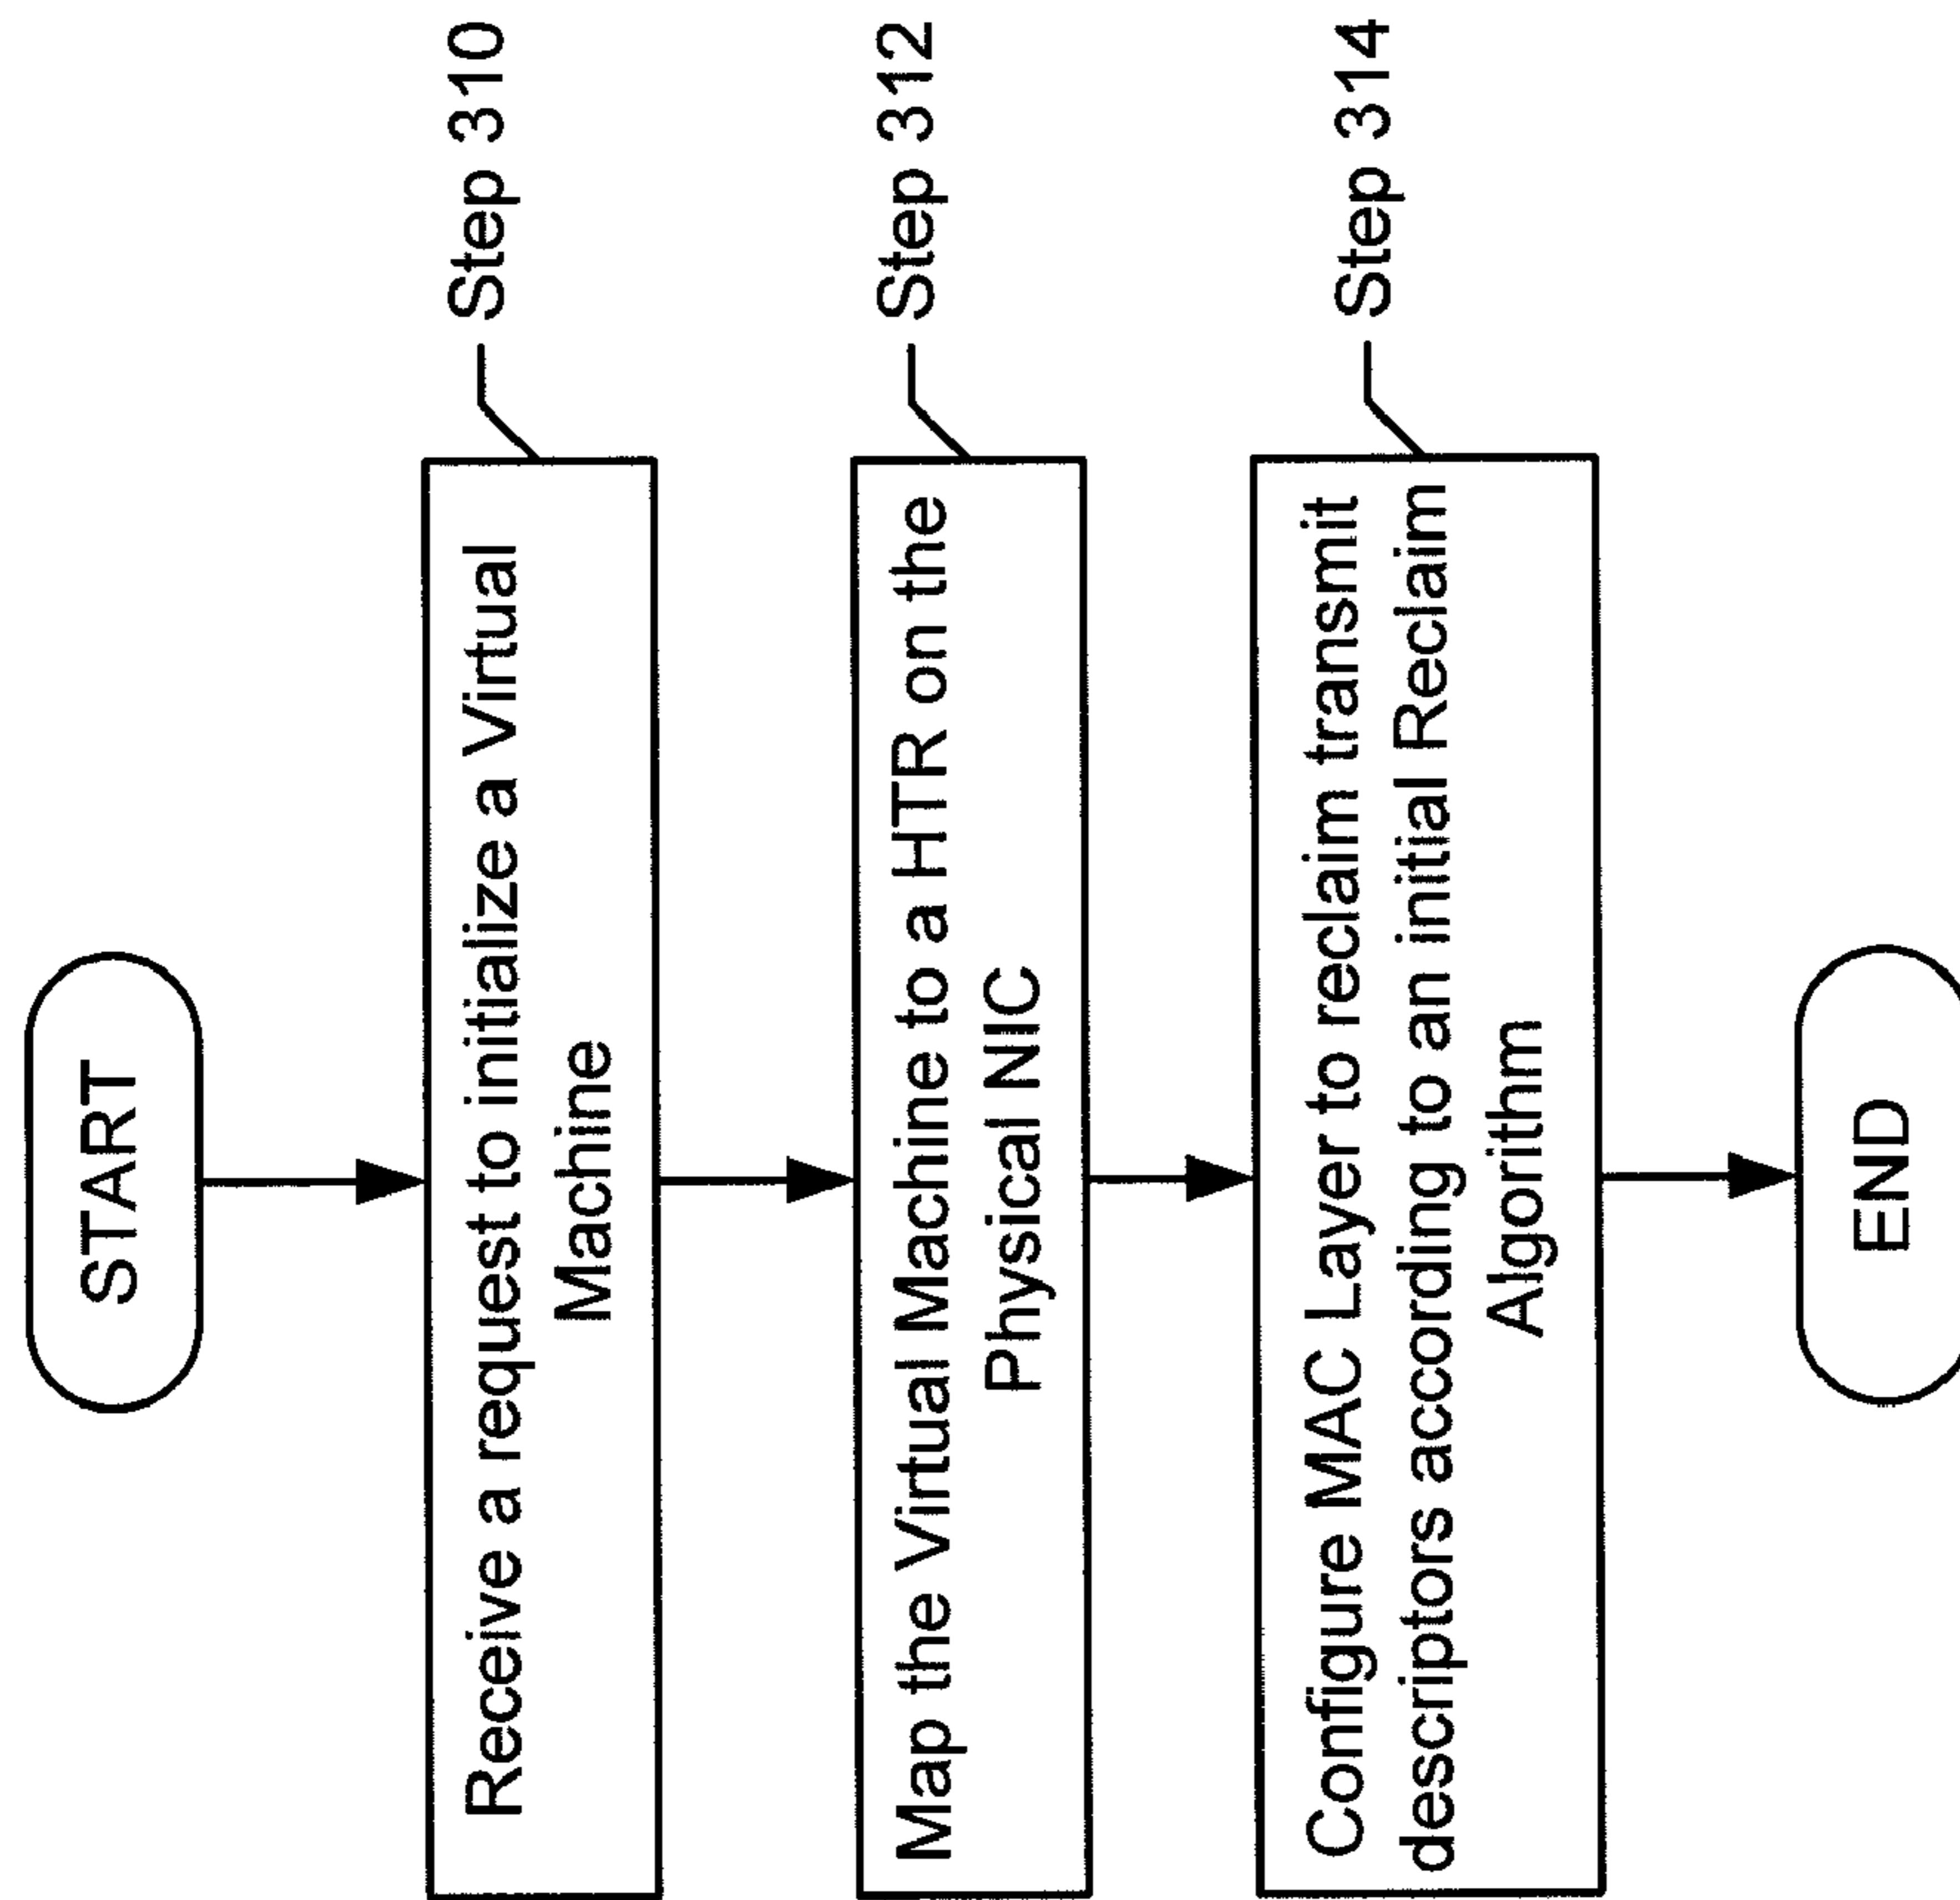 START
Receive a request to initialize a Virtual
Machine
Step 310
Map the Virtual Machine to a HTR on the
Physical NIC
Step 312
Configure MAC Layer to reclaim transmit
descriptors according to an initial Reclaim
Algorithm
Step 314
END